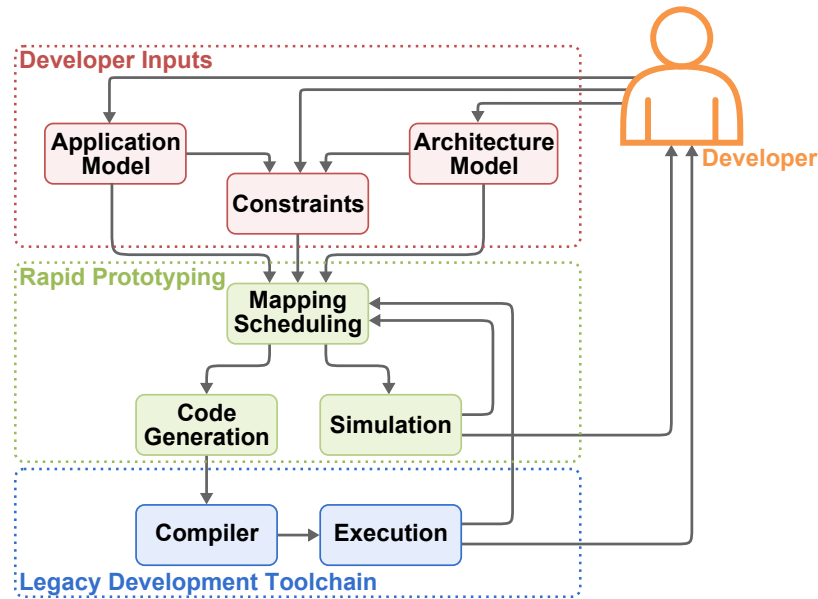 Developer Inputs
Application
Model
Architecture
Model
Constraints
Developer
Rapid Prototyping
Mapping
Scheduling
Code
Generation
Simulation
Compiler
Execution
Legacy Development Toolchain